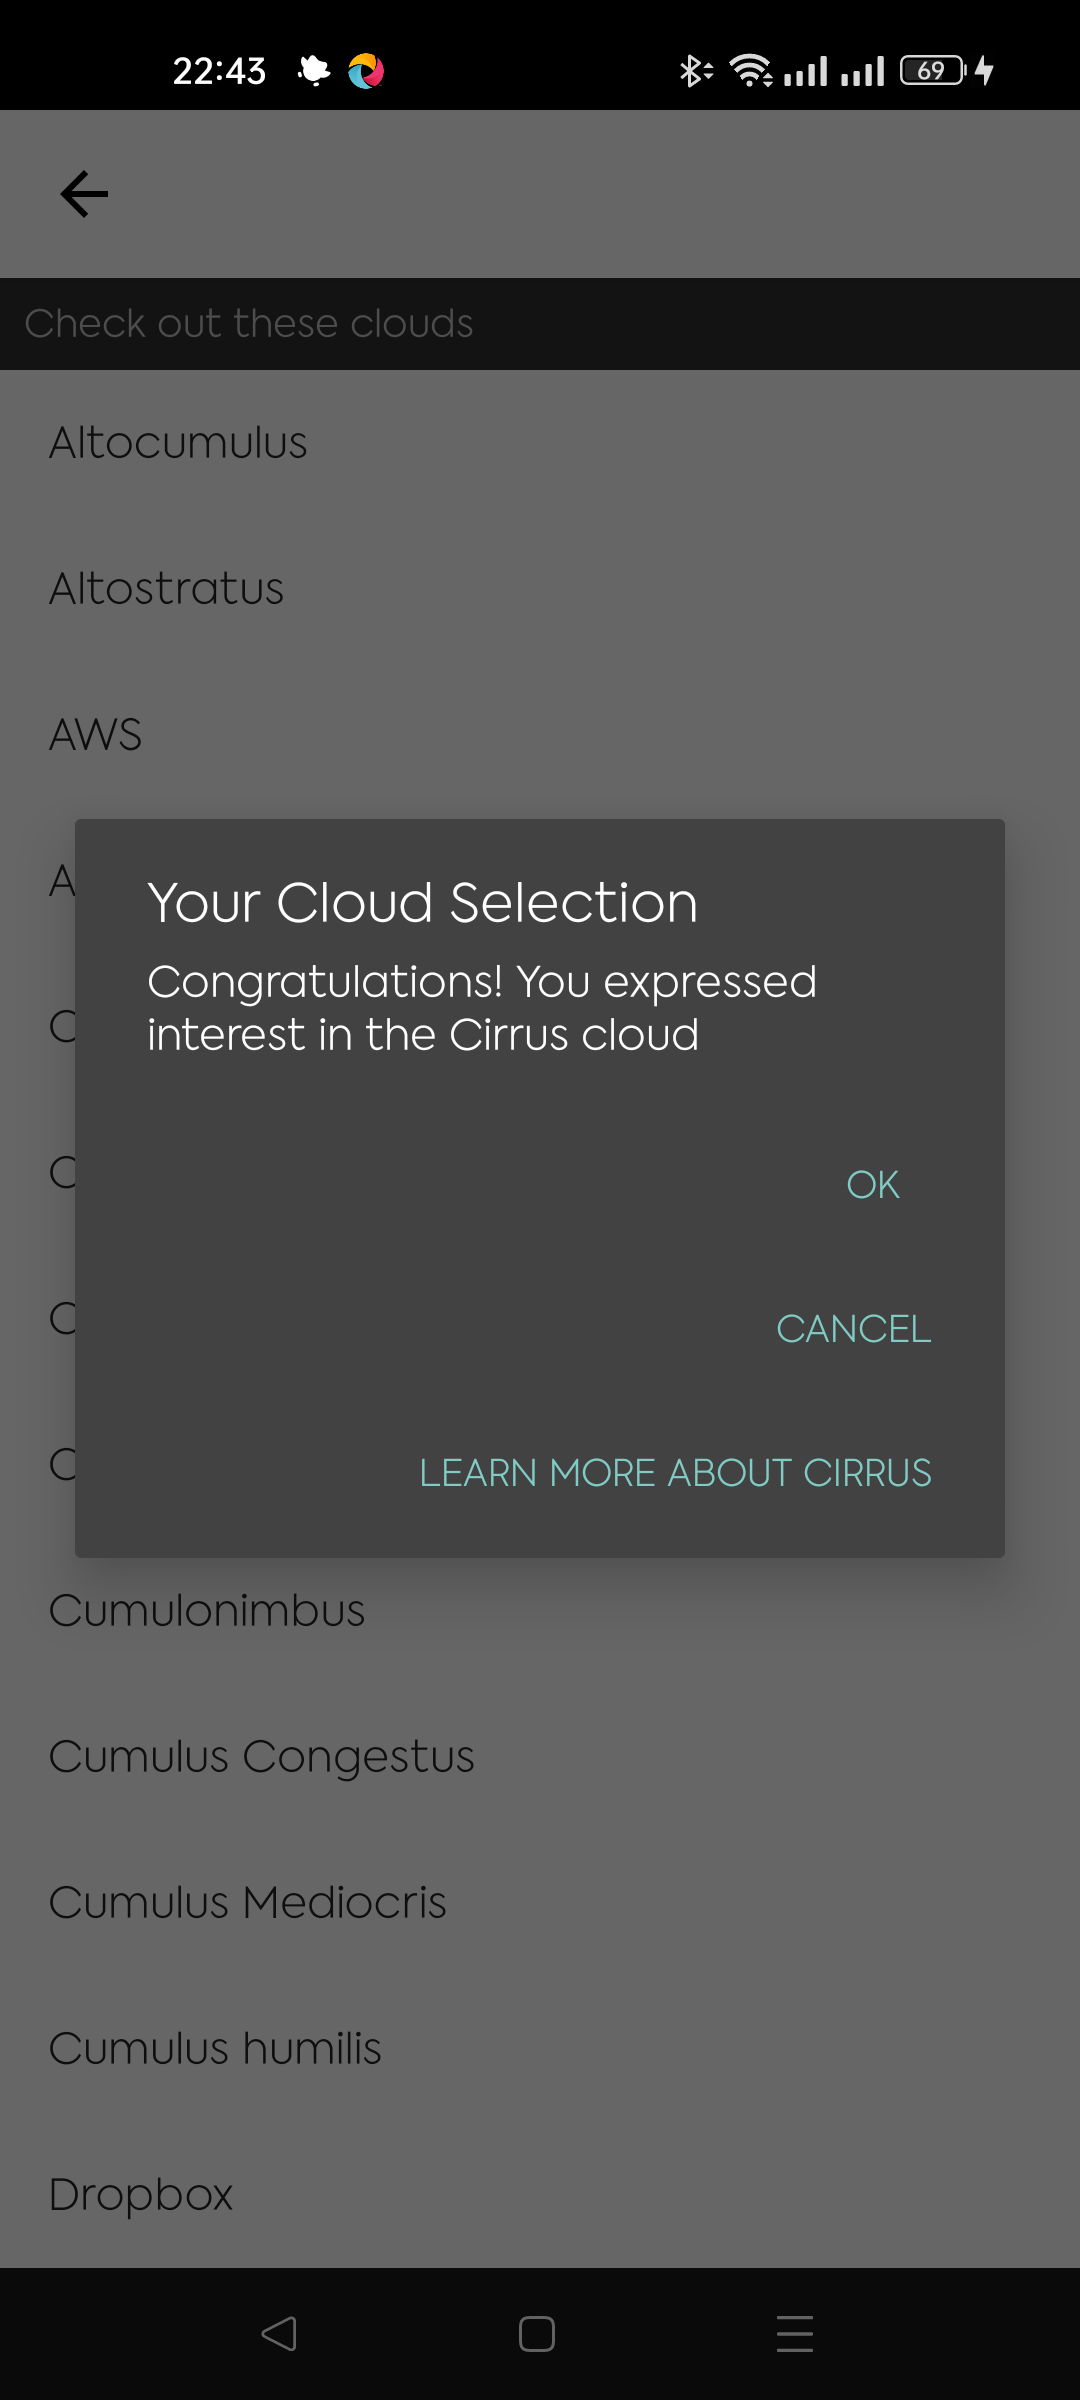 22:43
69
Check out these clouds
Altocumulus
Altostratus
AWS
Your Cloud Selection
Congratulations! You expressed
interest in the Cirrus cloud
OK
CANCEL
LEARN MORE ABOUT CIRRUS
Cumulonimbus
Cumulus Congestus
Cumulus Mediocris
Cumulus humilis
Dropbox